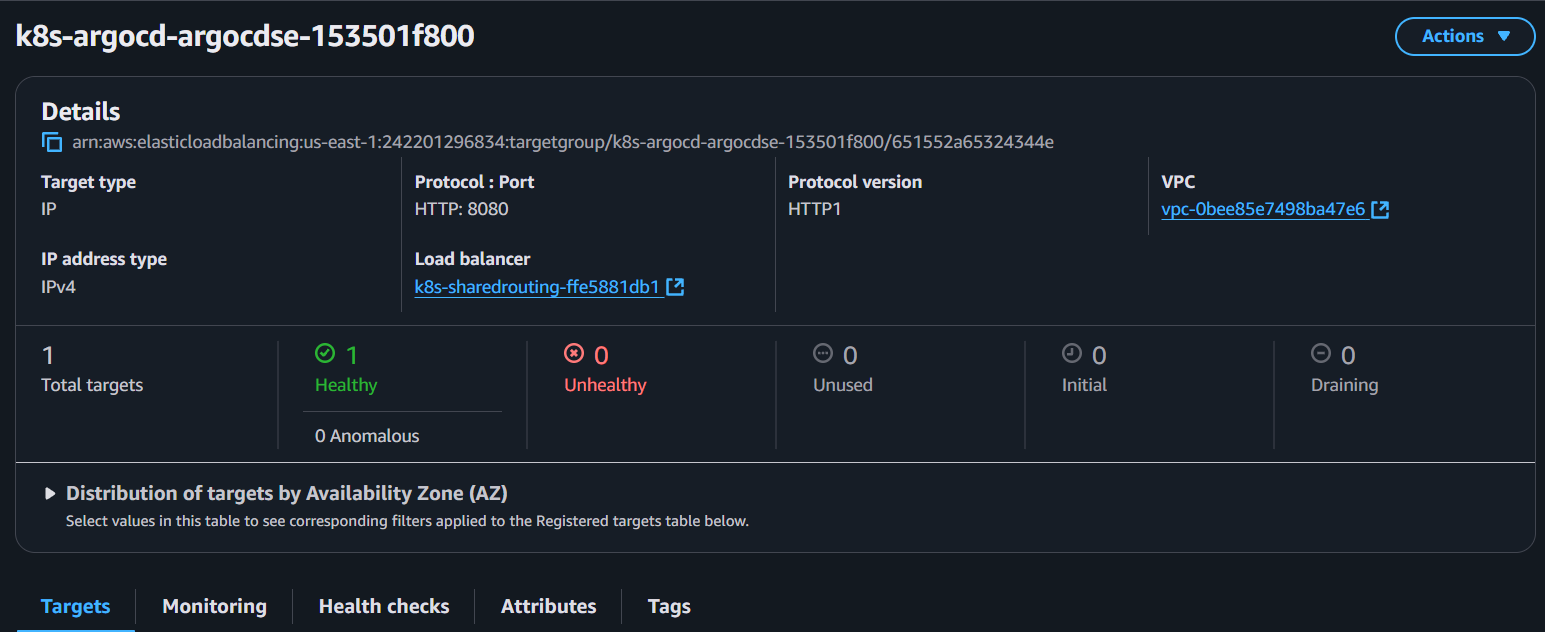 k8s-argocd-argocdse-153501f800
Actions
Details
arn:aws:elasticloadbalancing:us-east-1:242201296834:targetgroup/k8s-argocd-argocdse-153501f800/651552a65324344e
Target type
IP
Protocol : Port
HTTP: 8080
Protocol version
HTTP1
VPC
vpc-0bee85e7498ba47e6
IP address type
IPv4
Load balancer
k8s-sharedrouting-ffe5881db1
1
Total targets
1
Healthy
0 Anomalous
0
Unhealthy
0
Unused
0
Initial
0
Draining
Distribution of targets by Availability Zone (AZ)
Select values in this table to see corresponding filters applied to the Registered targets table below.
Targets
Monitoring
Health checks
Attributes
Tags